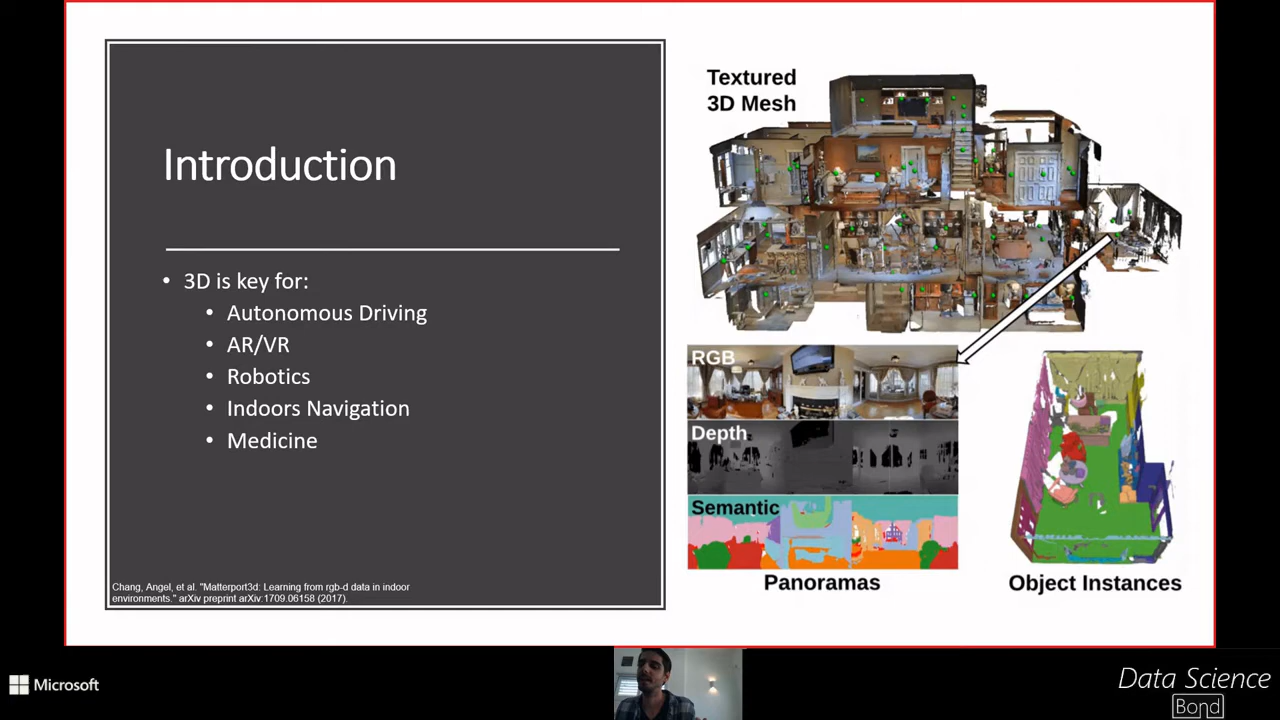 Introduction
• 3D is key for:
• Autonomous Driving
• AR/VR
• Robotics
• Indoors Navigation
• Medicine
Chang, Angel, et al. "Matterport3d: Learning from rgb-d data in indoor
environments." arXiv preprint arXiv:1709.06158 (2017).
Textured
3D Mesh
RGB
Depth
Semantic
Panoramas
Object Instances
Microsoft
Data Science
Bond